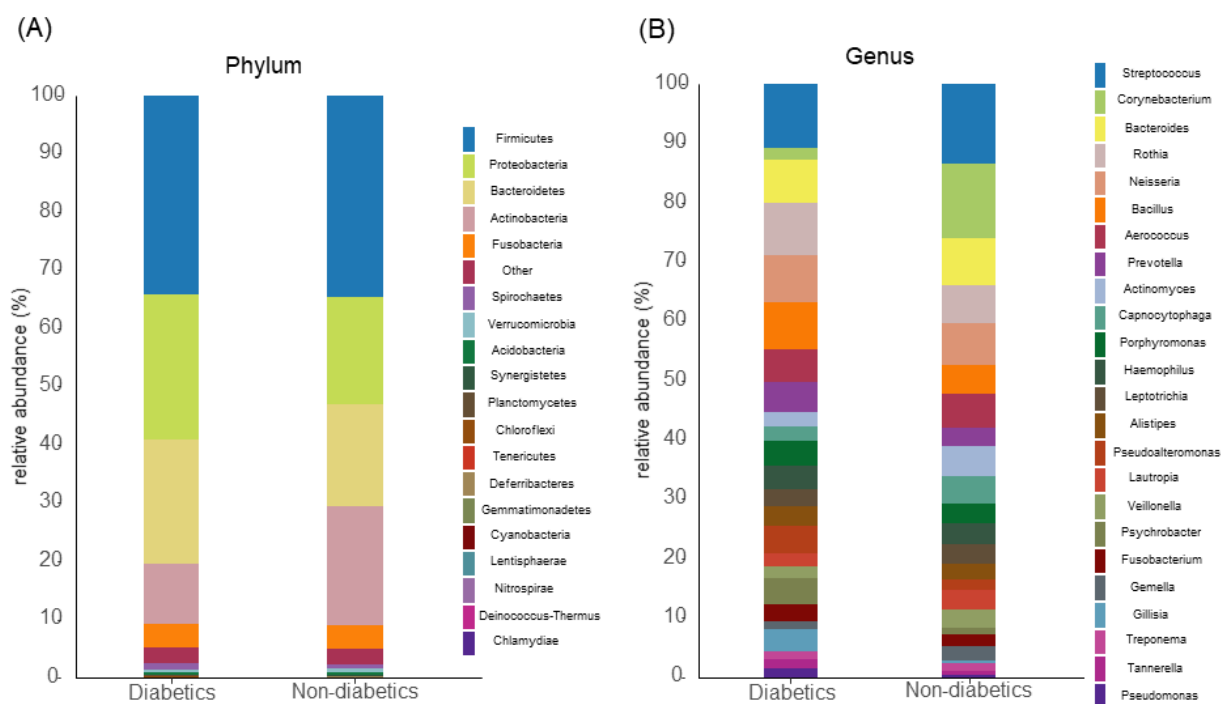 (A)
Phylum
relative abundance (%)
100
90
80
70
60
50
40
30
20
10
0
Diabetics Non-diabetics
Firmicutes
Proteobacteria
Bacteroidetes
Actinobacteria
Fusobacteria
Other
Spirochaetes
Verrucomicrobia
Acidobacteria
Synergistetes
Planctomycetes
Chloroflexi
Tenericutes
Deferribacteres
Gemmatimonadetes
Cyanobacteria
Lentisphaerae
Nitrospirae
Deinococcus-Thermus
Chlamydiae
(B)
Genus
relative abundance (%)
100
90
80
70
60
50
40
30
20
10
0
Diabetics Non-diabetics
Streptococcus
Corynebacterium
Bacteroides
Rothia
Neisseria
Bacillus
Aerococcus
Prevotella
Actinomyces
Capnocytophaga
Porphyromonas
Haemophilus
Leptotrichia
Alistipes
Pseudoalteromonas
Lautropia
Veillonella
Psychrobacter
Fusobacterium
Gemella
Gillisia
Treponema
Tannerella
Pseudomonas